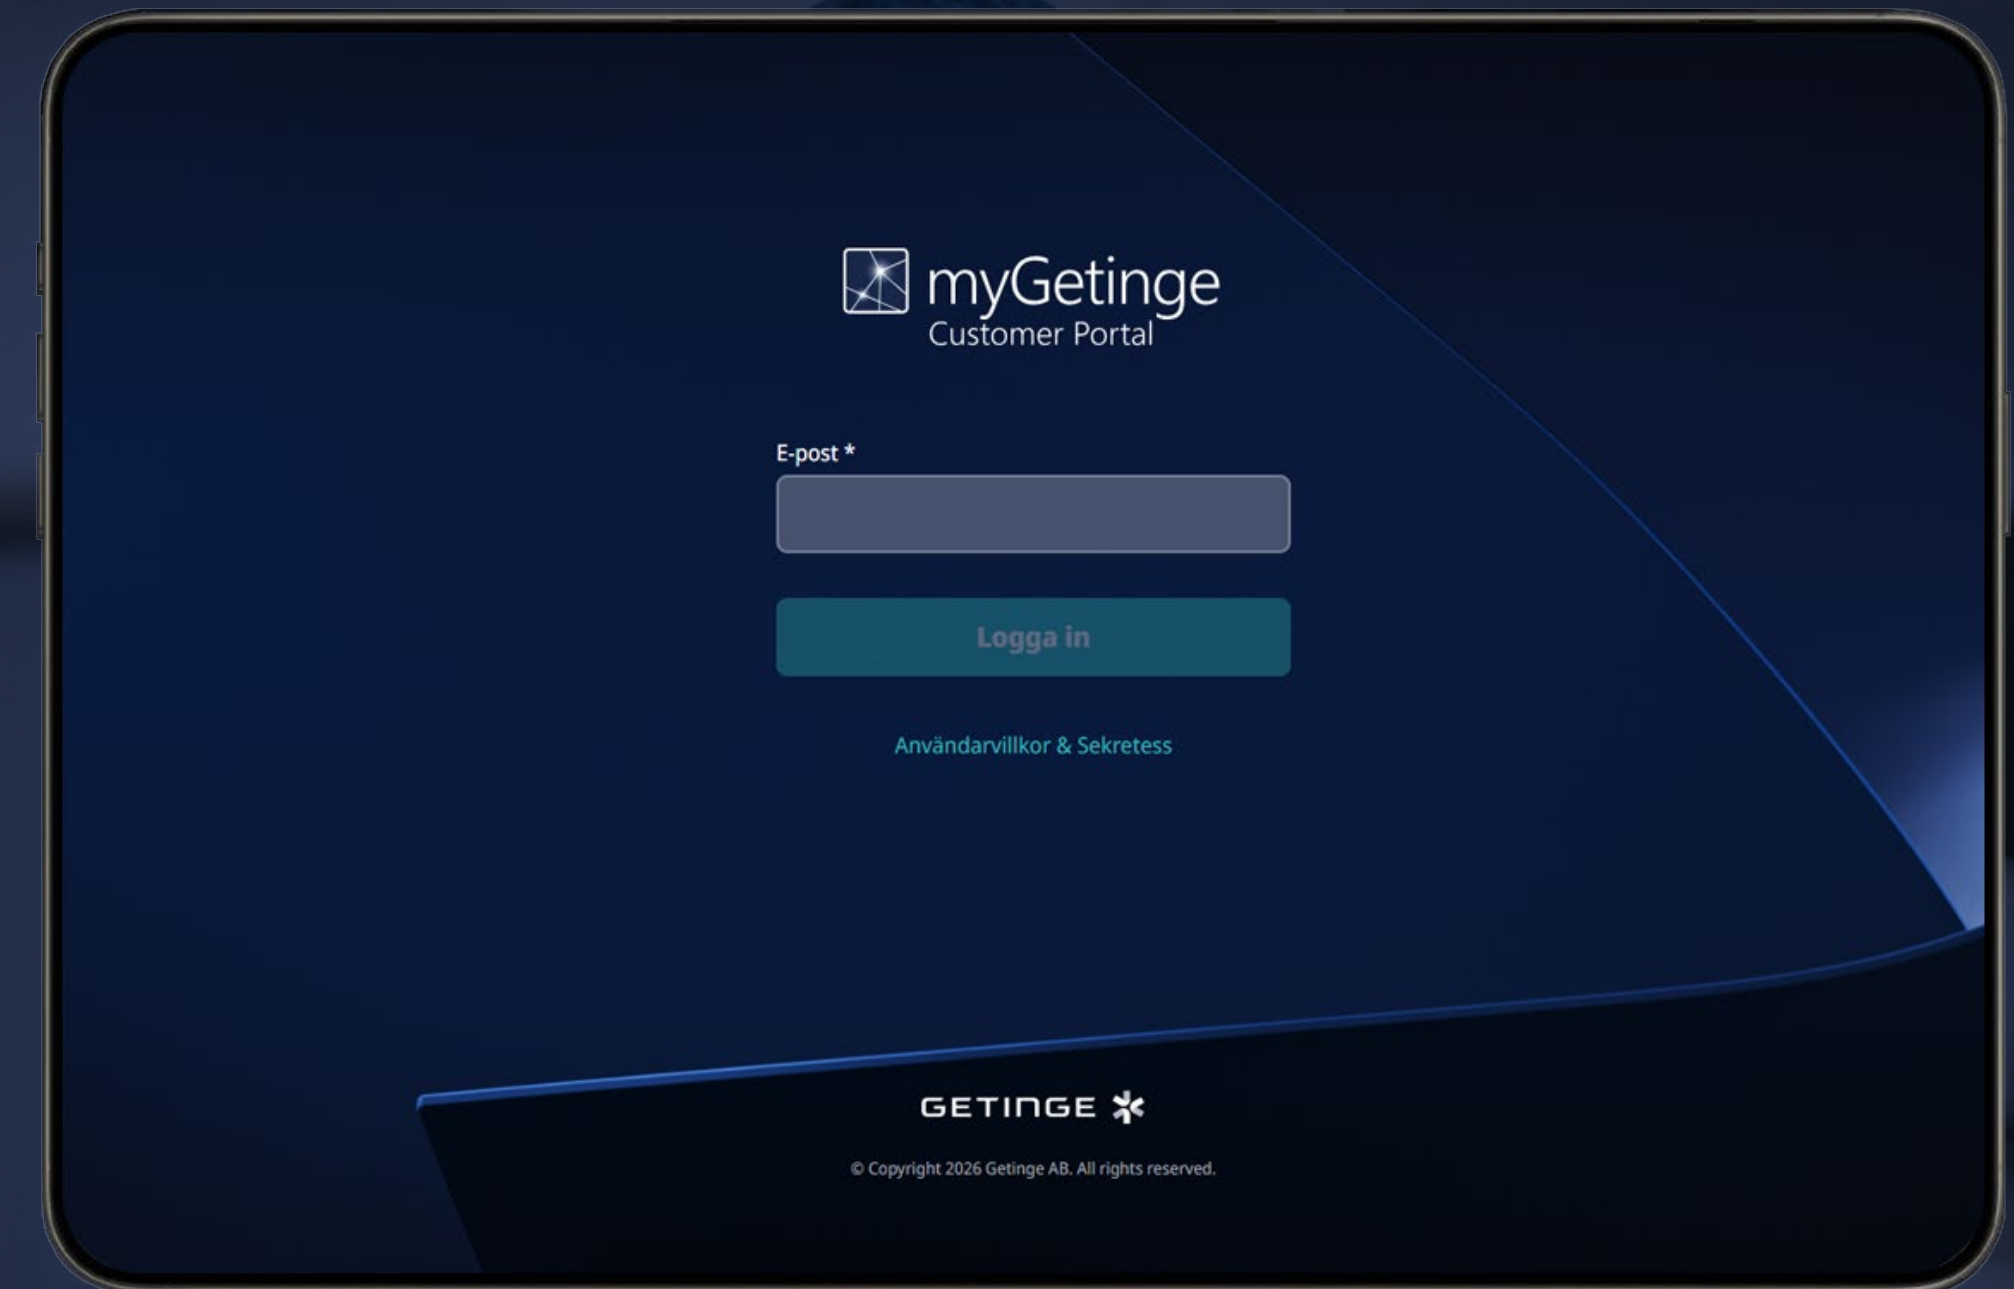 myGetinge
Customer Portal
E-post *
Logga in
Användarvillkor & Sekretess
GETINGE
© Copyright 2026 Getinge AB. All rights reserved.